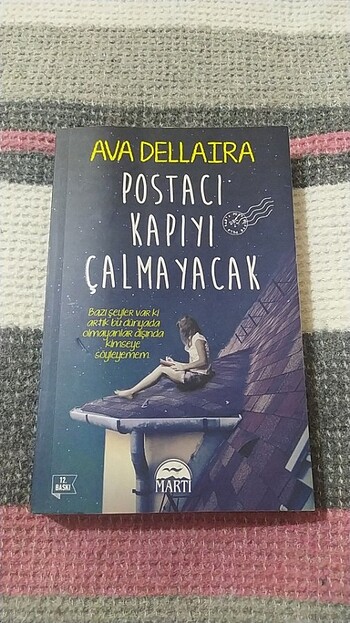 AVA DELLAIRA
POSTACI
KAPIYI
ÇALMAYACAK
Bazı şeyler var ki
artık bu dünyada
olmayanlar dışında
kimseye
söyleyemem.
12.
BASKI
MARTI